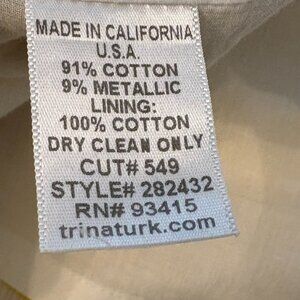 MADE IN CALIFORNIA
U.S.A.
91% COTTON
9% METALLIC
LINING:
100% COTTON
DRY CLEAN ONLY
CUT# 549
STYLE# 282432
RN# 93415
trinaturk.com